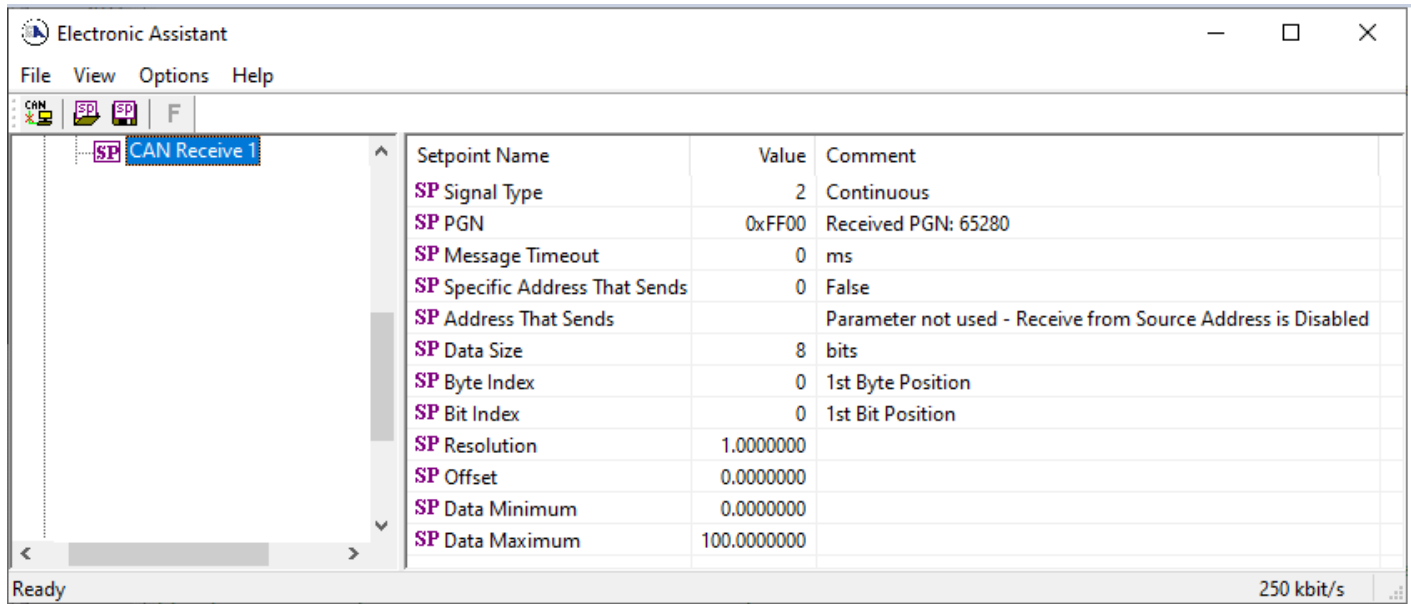 Electronic Assistant
File View Options Help
CAN SP SP F
SP CAN Receive 1
Setpoint Name Value Comment
SP Signal Type 2 Continuous
SP PGN 0xFF00 Received PGN: 65280
SP Message Timeout 0 ms
SP Specific Address That Sends 0 False
SP Address That Sends Parameter not used - Receive from Source Address is Disabled
SP Data Size 8 bits
SP Byte Index 0 1st Byte Position
SP Bit Index 0 1st Bit Position
SP Resolution 1.0000000
SP Offset 0.0000000
SP Data Minimum 0.0000000
SP Data Maximum 100.0000000
Ready 250 kbit/s